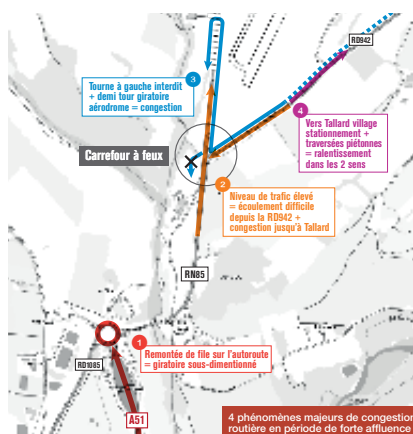 RD942
3
Tourne à gauche interdit
+ demi tour giratoire
aérodrome = congestion
4
Vers Tallard village
stationnement +
traversées piétonnes
= ralentissement
dans les 2 sens
Carrefour à feux
2
Niveau de trafic élevé
= écoulement difficile
depuis la RD942 +
congestion jusqu'à Tallard
RN85
1
Remontée de file sur l'autoroute
= giratoire sous-dimentionné
RD1085
A51
4 phénomènes majeurs de congestion
routière en période de forte affluence